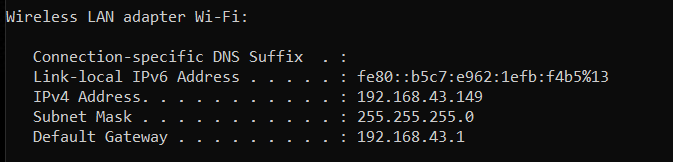 Wireless LAN adapter Wi-Fi:
Connection-specific DNS Suffix  . :
Link-local IPv6 Address . . . . . : fe80::b5c7:e962:1efb:f4b5%13
IPv4 Address. . . . . . . . . . . : 192.168.43.149
Subnet Mask . . . . . . . . . . . : 255.255.255.0
Default Gateway . . . . . . . . . : 192.168.43.1